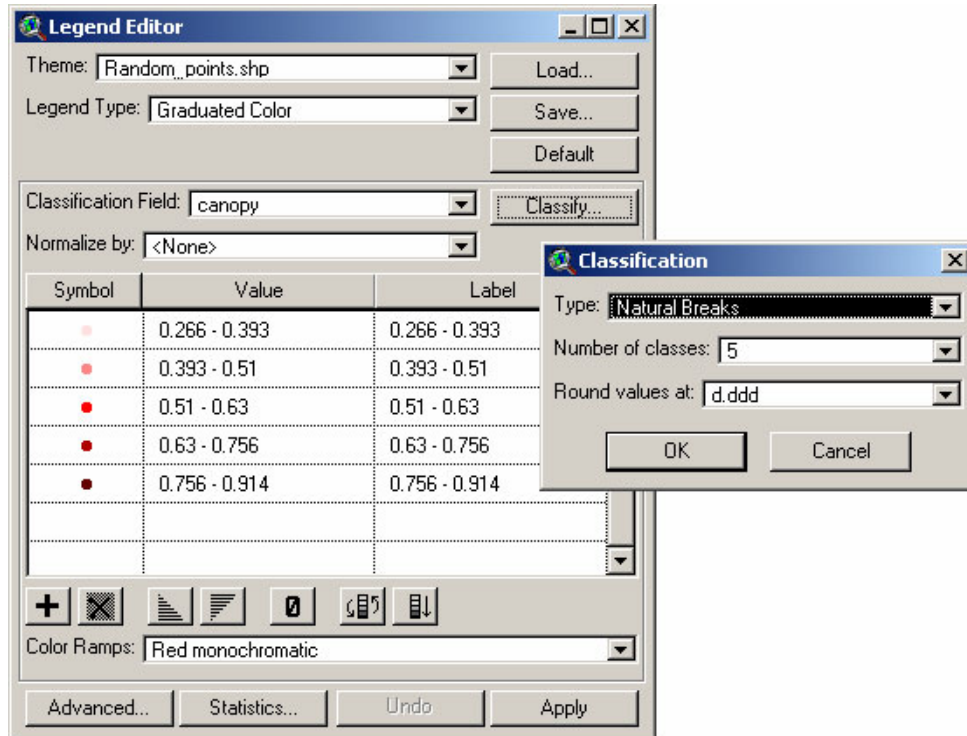 Legend Editor
Theme: Random_points.shp
Load...
Legend Type: Graduated Color
Save...
Default
Classification Field: canopy
Classify...
Normalize by: <None>
Symbol Value Label
0.266 - 0.393 0.266 - 0.393
0.393 - 0.51 0.393 - 0.51
0.51 - 0.63 0.51 - 0.63
0.63 - 0.756 0.63 - 0.756
0.756 - 0.914 0.756 - 0.914
Color Ramps: Red monochromatic
Advanced... Statistics... Undo Apply
Classification
Type: Natural Breaks
Number of classes: 5
Round values at: d.ddd
OK Cancel